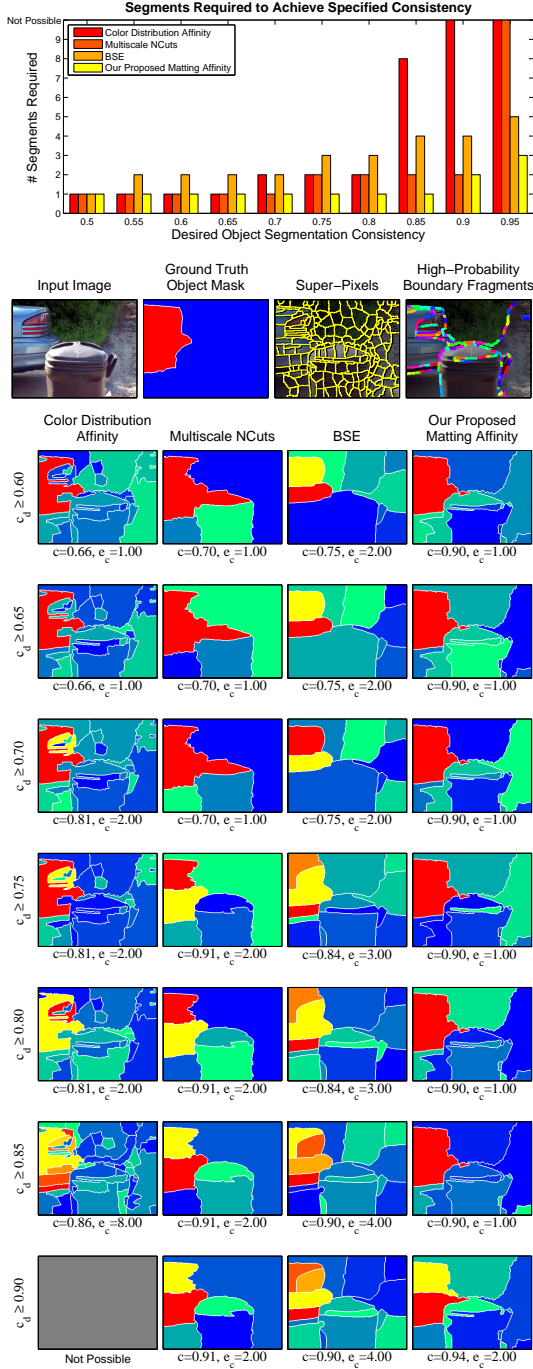 Segments Required to Achieve Specified Consistency
Not Possible
9
8
7
6
5
4
3
2
1
0
# Segments Required
Color Distribution Affinity
Multiscale NCuts
BSE
Our Proposed Matting Affinity
0.5 0.55 0.6 0.65 0.7 0.75 0.8 0.85 0.9 0.95
Desired Object Segmentation Consistency
Input Image
Ground Truth
Object Mask
Super−Pixels
High−Probability
Boundary Fragments
Color Distribution
Affinity
Multiscale NCuts
BSE
Our Proposed
Matting Affinity
c_d ≥ 0.60
c=0.66, e_c=1.00 c=0.70, e_c=1.00 c=0.75, e_c=2.00 c=0.90, e_c=1.00
c_d ≥ 0.65
c=0.66, e_c=1.00 c=0.70, e_c=1.00 c=0.75, e_c=2.00 c=0.90, e_c=1.00
c_d ≥ 0.70
c=0.81, e_c=2.00 c=0.70, e_c=1.00 c=0.75, e_c=2.00 c=0.90, e_c=1.00
c_d ≥ 0.75
c=0.81, e_c=2.00 c=0.91, e_c=2.00 c=0.84, e_c=3.00 c=0.90, e_c=1.00
c_d ≥ 0.80
c=0.81, e_c=2.00 c=0.91, e_c=2.00 c=0.84, e_c=3.00 c=0.90, e_c=1.00
c_d ≥ 0.85
c=0.86, e_c=8.00 c=0.91, e_c=2.00 c=0.90, e_c=4.00 c=0.90, e_c=1.00
c_d ≥ 0.90
Not Possible c=0.91, e_c=2.00 c=0.90, e_c=4.00 c=0.94, e_c=2.00